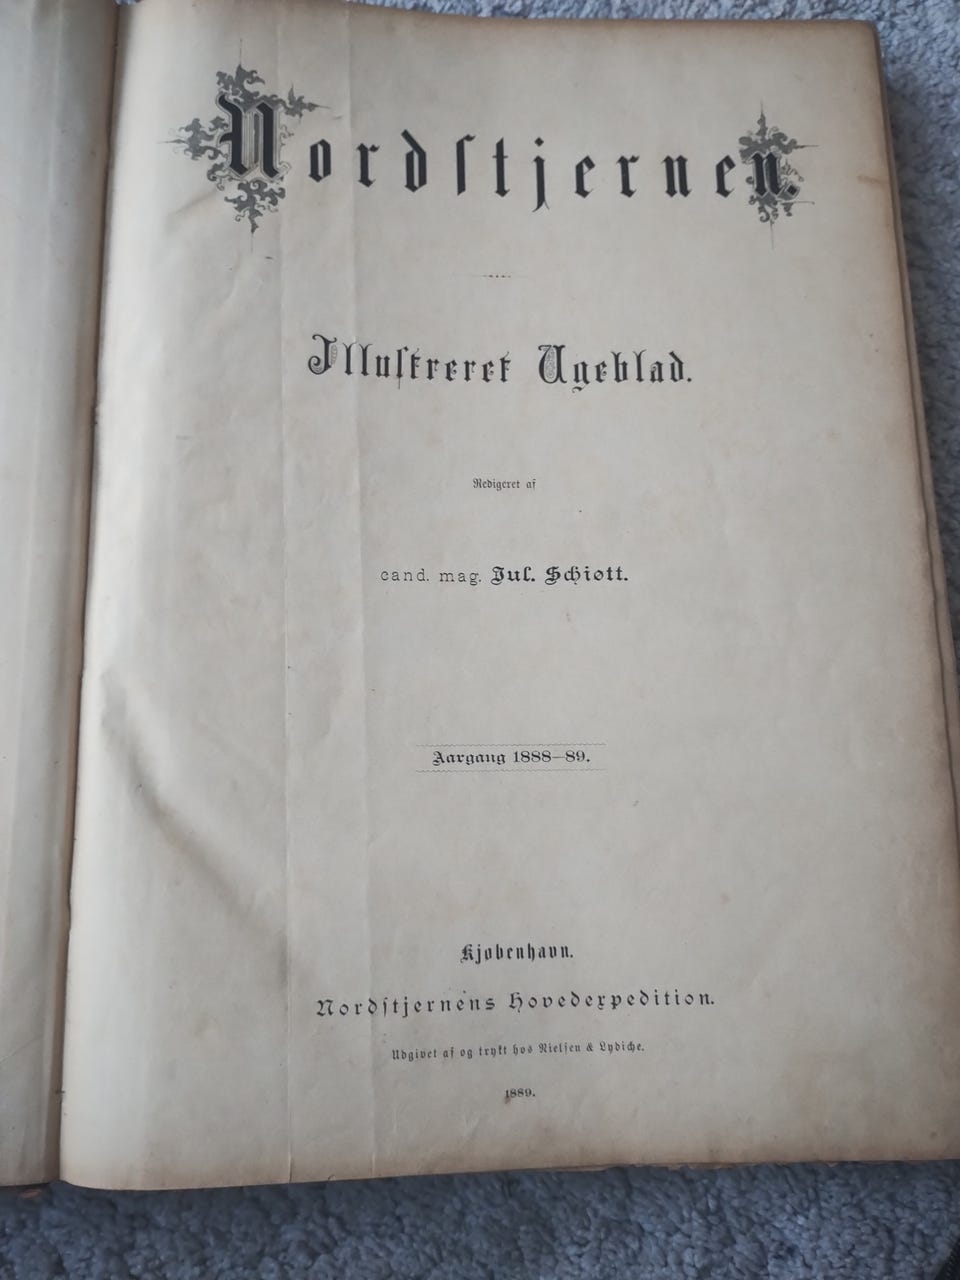 Nordstjernen.
Illustreret Ugeblad.
Redigeret af
cand. mag. Jul. Schiøtt.
Aargang 1888–89.
Kjøbenhavn.
Nordstjernens Hovedexpedition.
Udgivet af og trykt hos Nielsen & Lydiche.
1889.